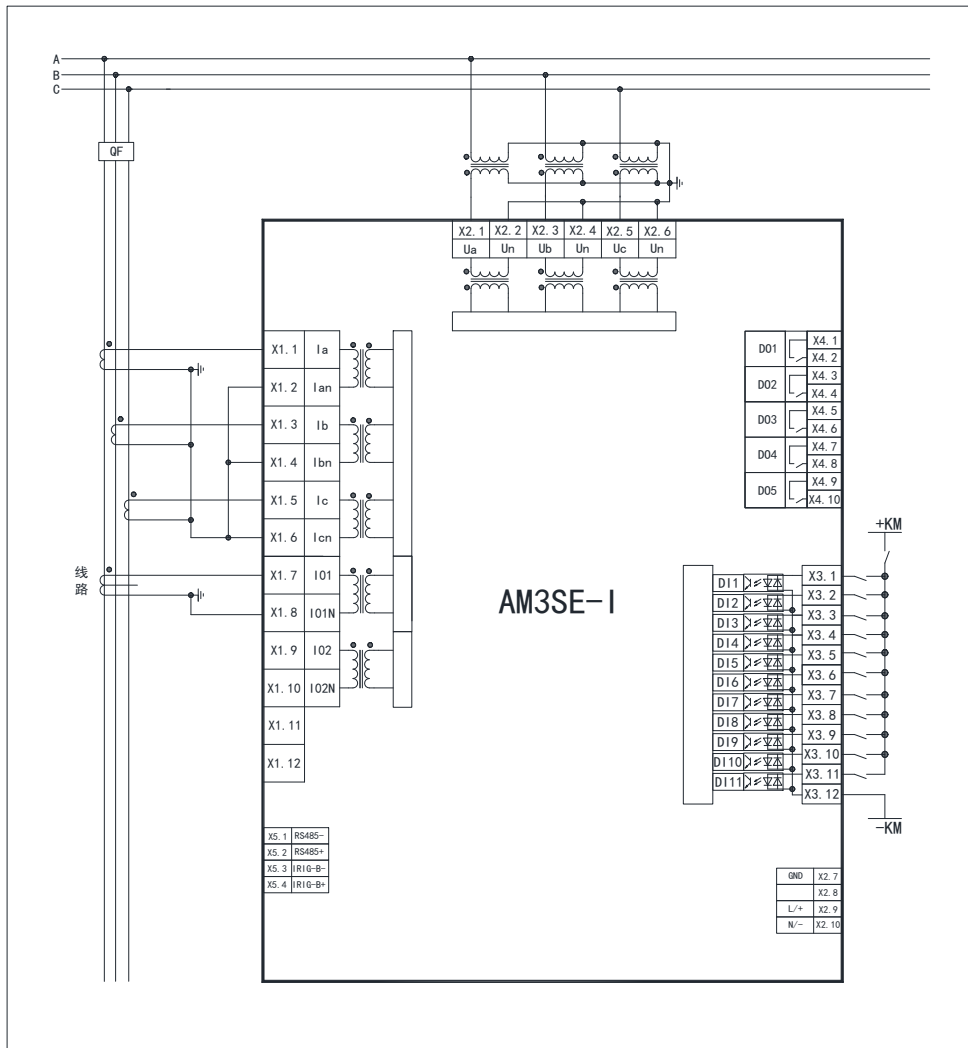 A
B
C
QF
X2.1 X2.2 X2.3 X2.4 X2.5 X2.6
Ua Un Ub Un Uc Un
X1.1 Ia
X1.2 Ian
X1.3 Ib
X1.4 Ibn
X1.5 Ic
X1.6 Icn
X1.7 I01
X1.8 I01N
X1.9 I02
X1.10 I02N
X1.11
X1.12
线
路
AM3SE-I
DO1 X4.1
X4.2
DO2 X4.3
X4.4
DO3 X4.5
X4.6
DO4 X4.7
X4.8
DO5 X4.9
X4.10
+KM
DI1 X3.1
DI2 X3.2
DI3 X3.3
DI4 X3.4
DI5 X3.5
DI6 X3.6
DI7 X3.7
DI8 X3.8
DI9 X3.9
DI10 X3.10
DI11 X3.11
X3.12
-KM
X5.1 RS485-
X5.2 RS485+
X5.3 IRIG-B-
X5.4 IRIG-B+
GND X2.7
X2.8
L/+ X2.9
N/- X2.10